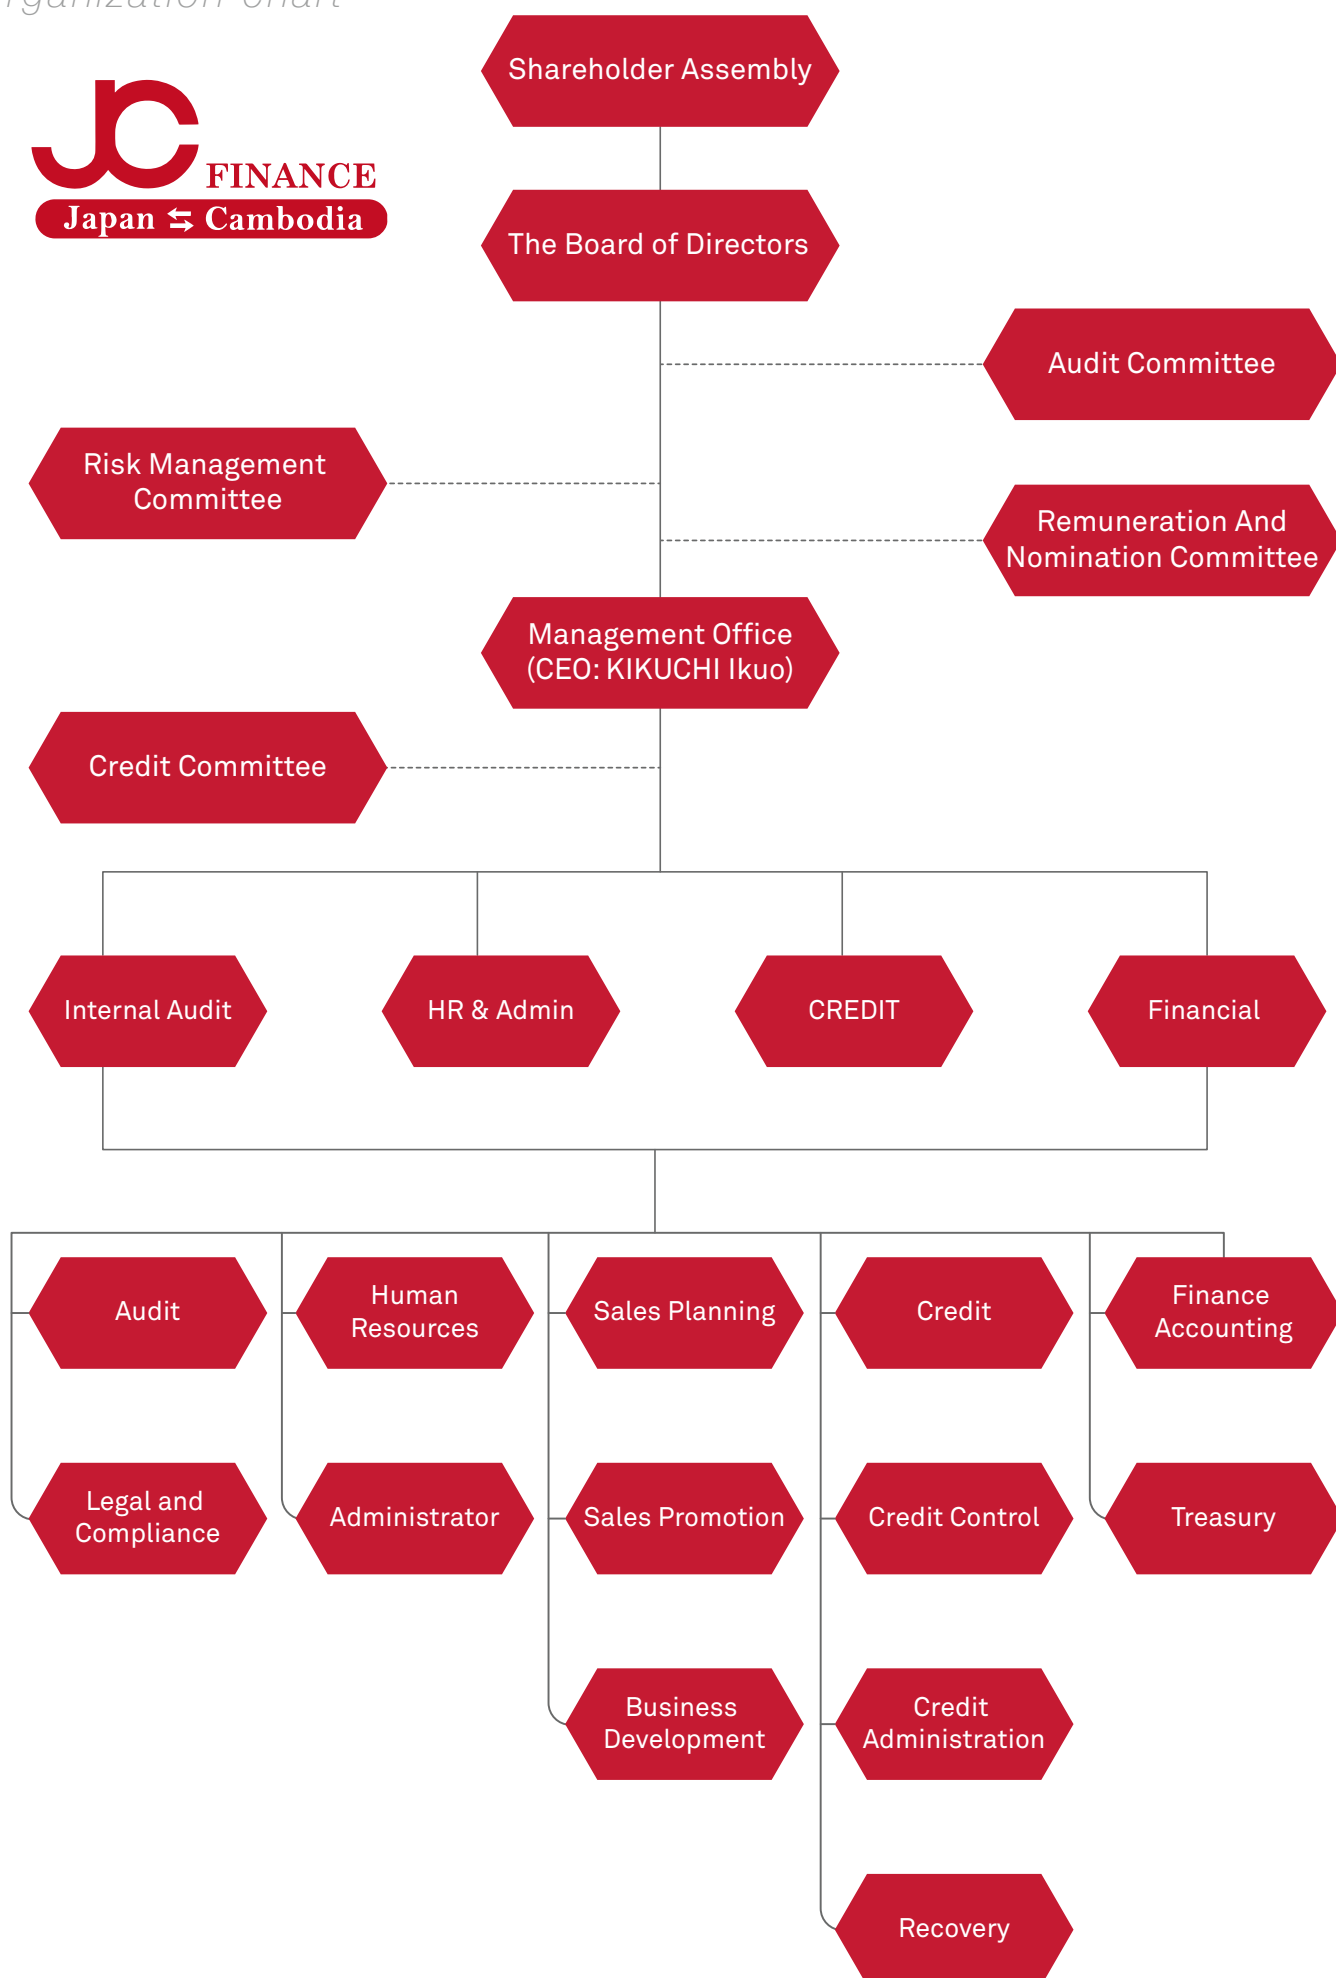 rganization chart
Shareholder Assembly
JC
FINANCE
Japan ⇆ Cambodia
The Board of Directors
Audit Committee
Risk Management
Committee
Remuneration And
Nomination Committee
Management Office
(CEO: KIKUCHI Ikuo)
Credit Committee
Internal Audit
HR & Admin
CREDIT
Financial
Audit
Human
Resources
Sales Planning
Credit
Finance
Accounting
Legal and
Compliance
Administrator
Sales Promotion
Credit Control
Treasury
Business
Development
Credit
Administration
Recovery